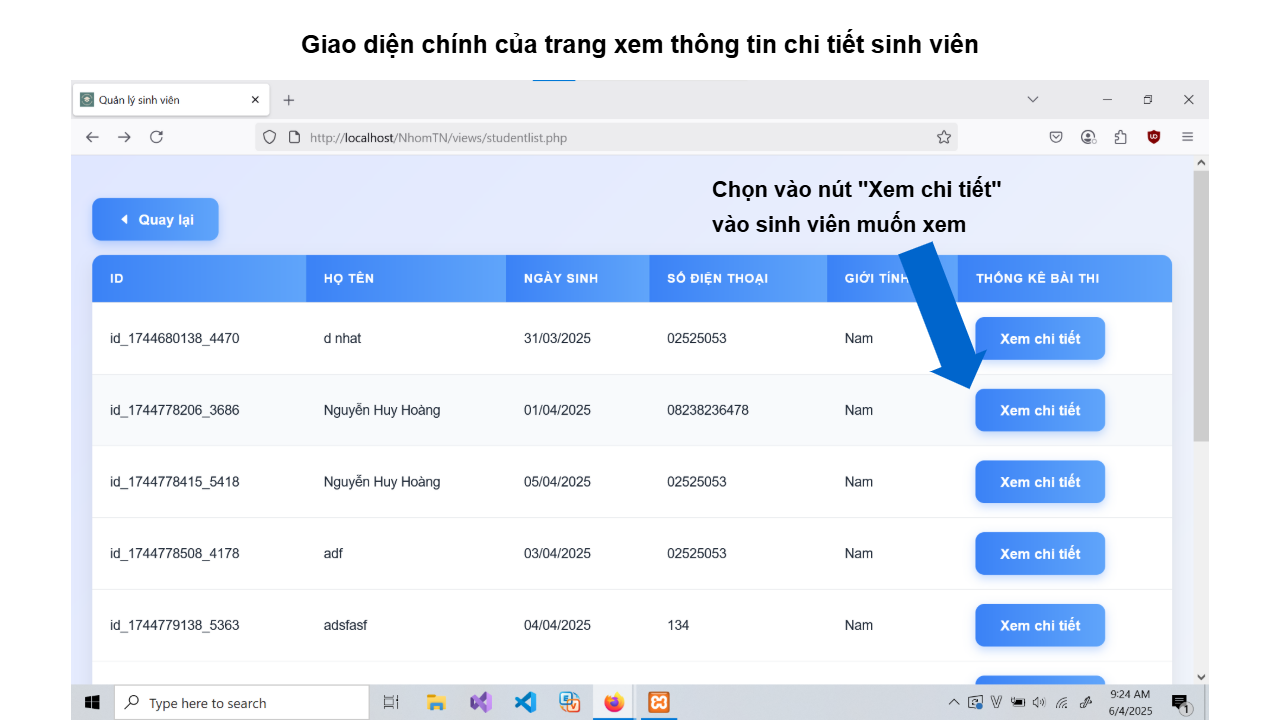 Giao diện chính của trang xem thông tin chi tiết sinh viên
Quản lý sinh viên
http://localhost/NhomTN/views/studentlist.php
Chọn vào nút "Xem chi tiết"
vào sinh viên muốn xem
Quay lại
ID HỌ TÊN NGÀY SINH SỐ ĐIỆN THOẠI GIỚI TÍNH THỐNG KÊ BÀI THI
id_1744680138_4470 d nhat 31/03/2025 02525053 Nam Xem chi tiết
id_1744778206_3686 Nguyễn Huy Hoàng 01/04/2025 08238236478 Nam Xem chi tiết
id_1744778415_5418 Nguyễn Huy Hoàng 05/04/2025 02525053 Nam Xem chi tiết
id_1744778508_4178 adf 03/04/2025 02525053 Nam Xem chi tiết
id_1744779138_5363 adsfasf 04/04/2025 134 Nam Xem chi tiết
Type here to search
9:24 AM
6/4/2025
1